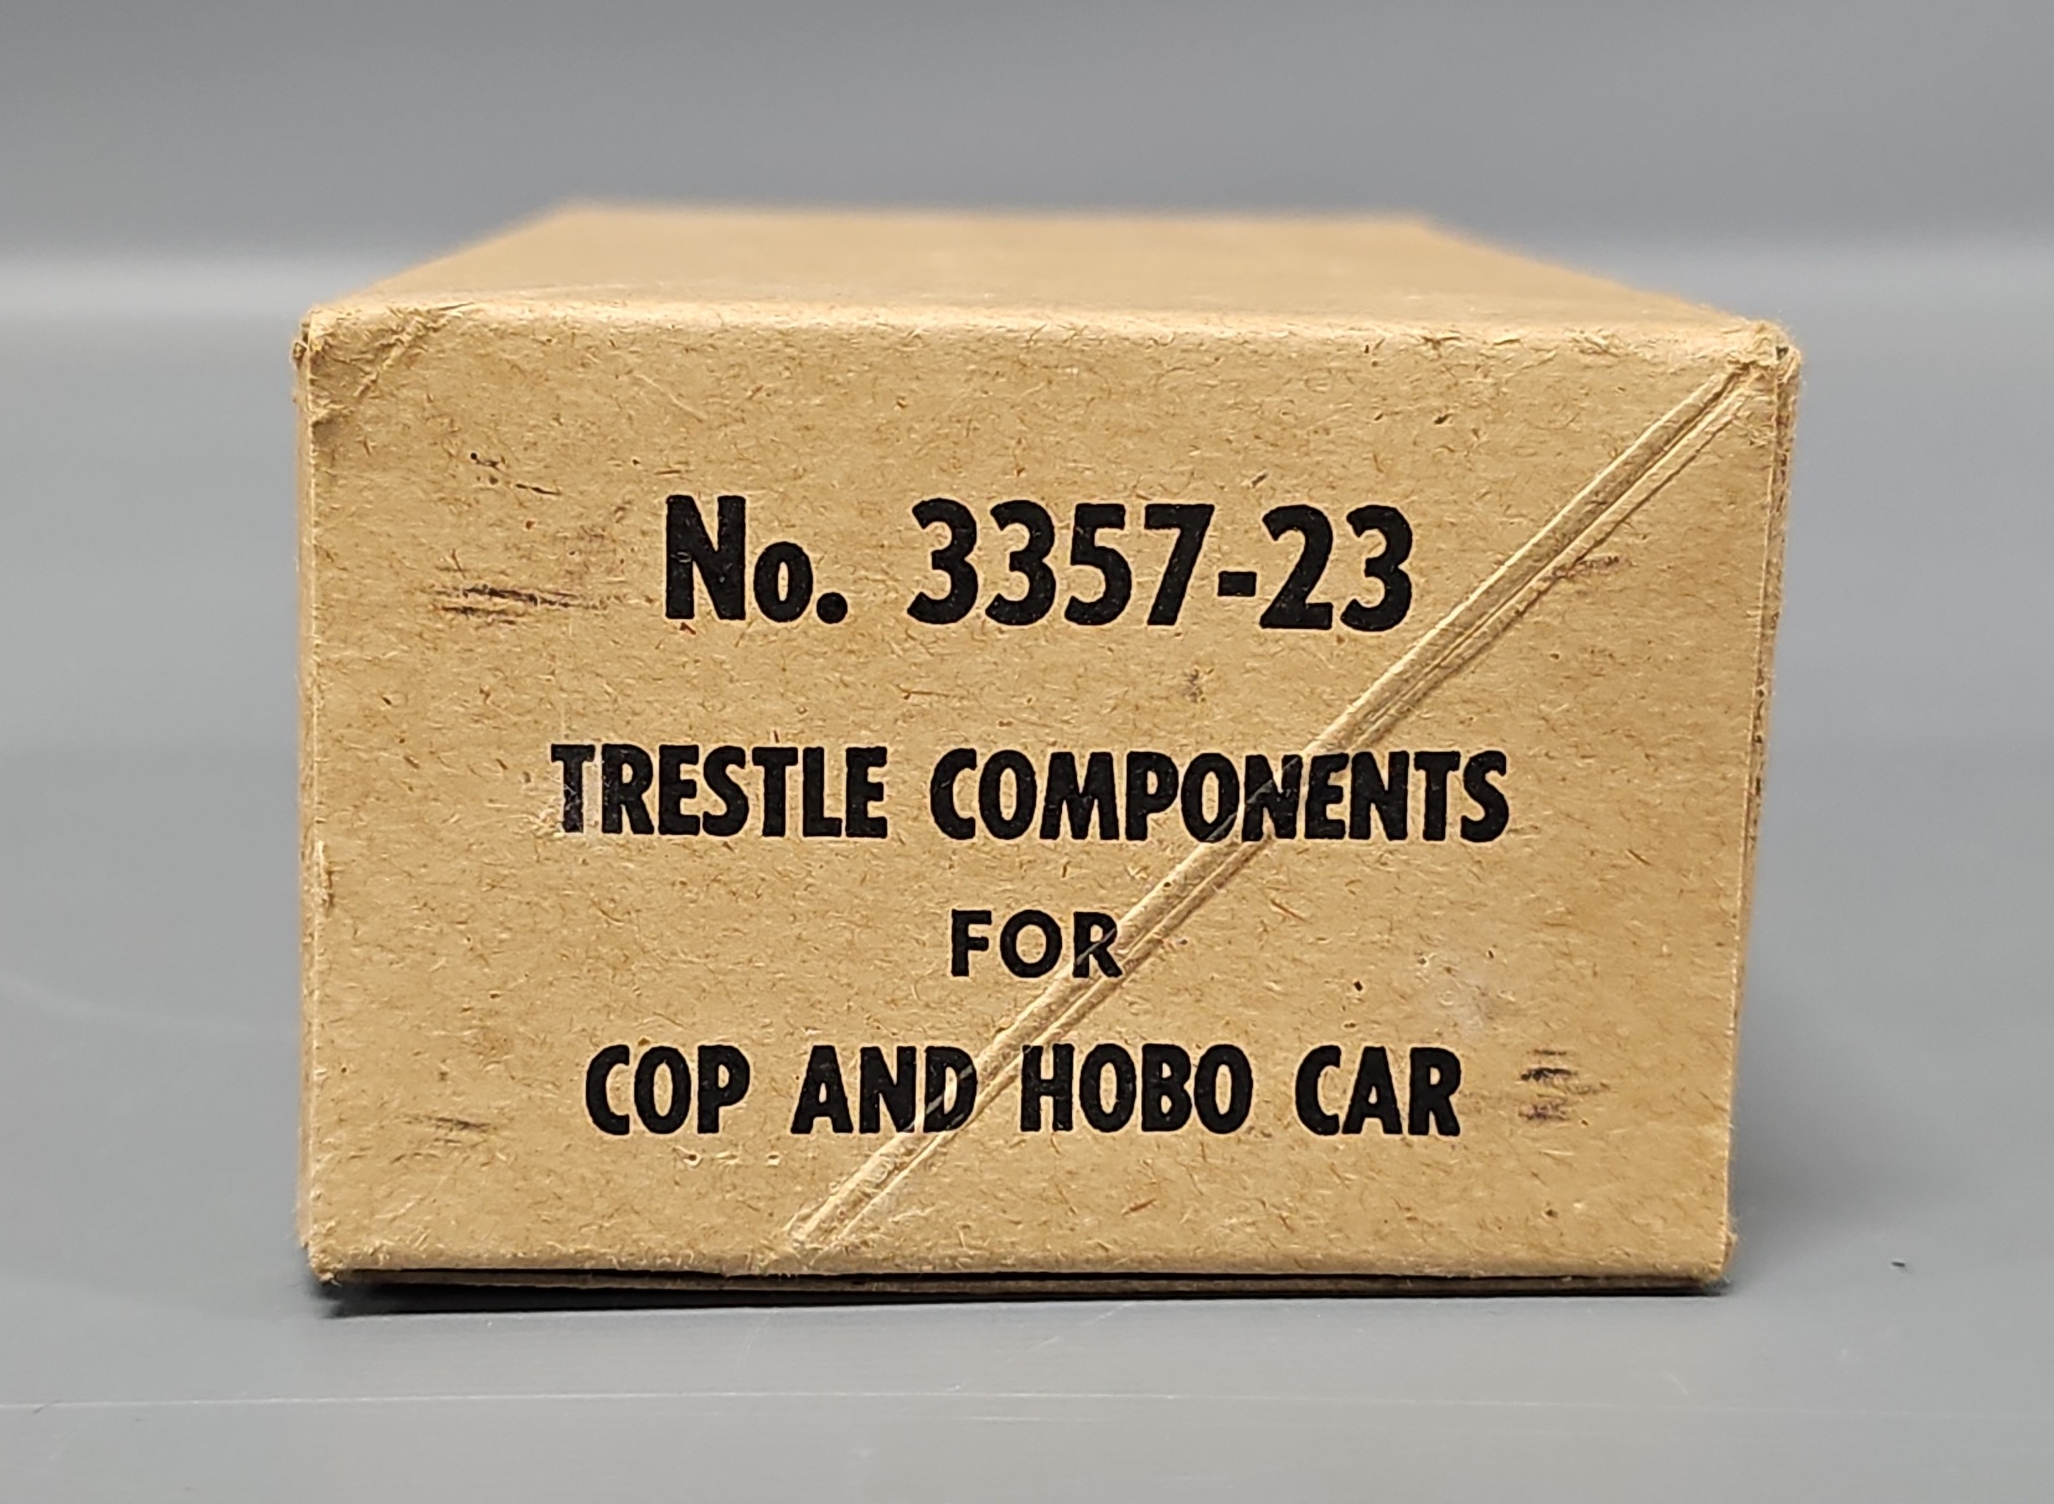 No. 3357-23
TRESTLE COMPONENTS
FOR
COP AND HOBO CAR